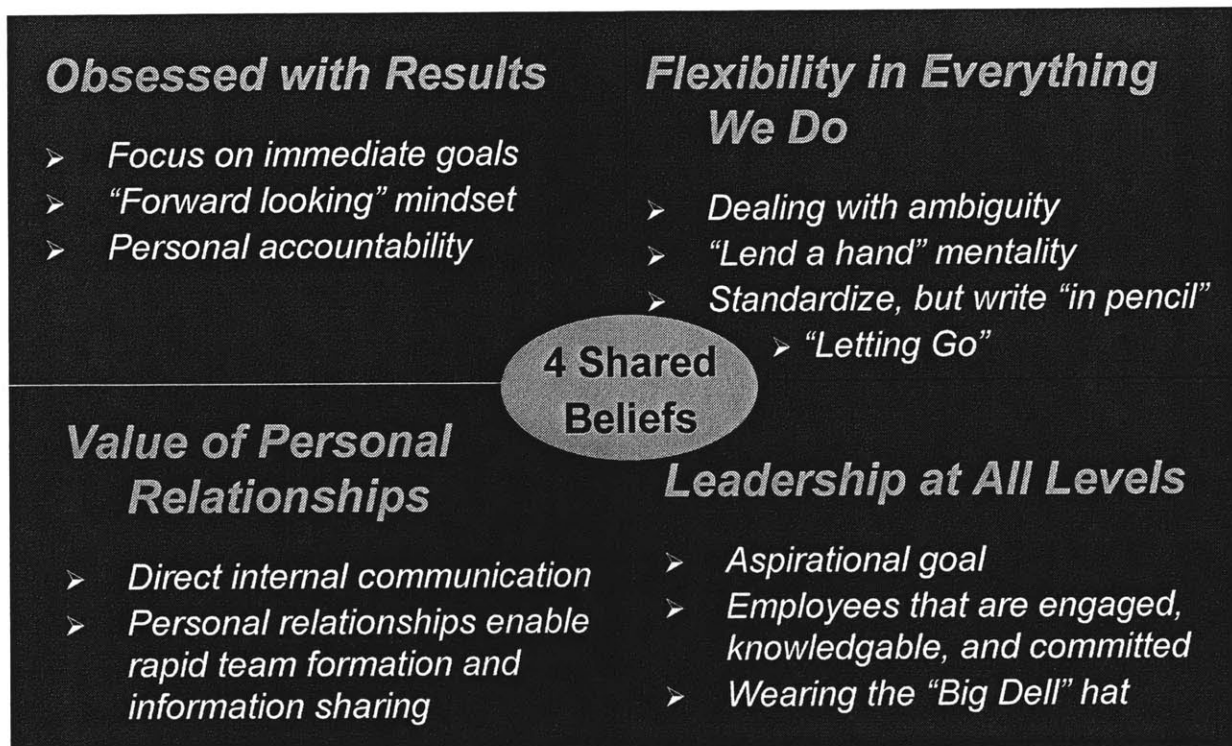 Obsessed with Results
➢ Focus on immediate goals
➢ “Forward looking” mindset
➢ Personal accountability
Flexibility in Everything
We Do
➢ Dealing with ambiguity
➢ “Lend a hand” mentality
➢ Standardize, but write “in pencil”
➢ “Letting Go”
4 Shared
Beliefs
Value of Personal
Relationships
➢ Direct internal communication
➢ Personal relationships enable
rapid team formation and
information sharing
Leadership at All Levels
➢ Aspirational goal
➢ Employees that are engaged,
knowledgable, and committed
➢ Wearing the “Big Dell” hat